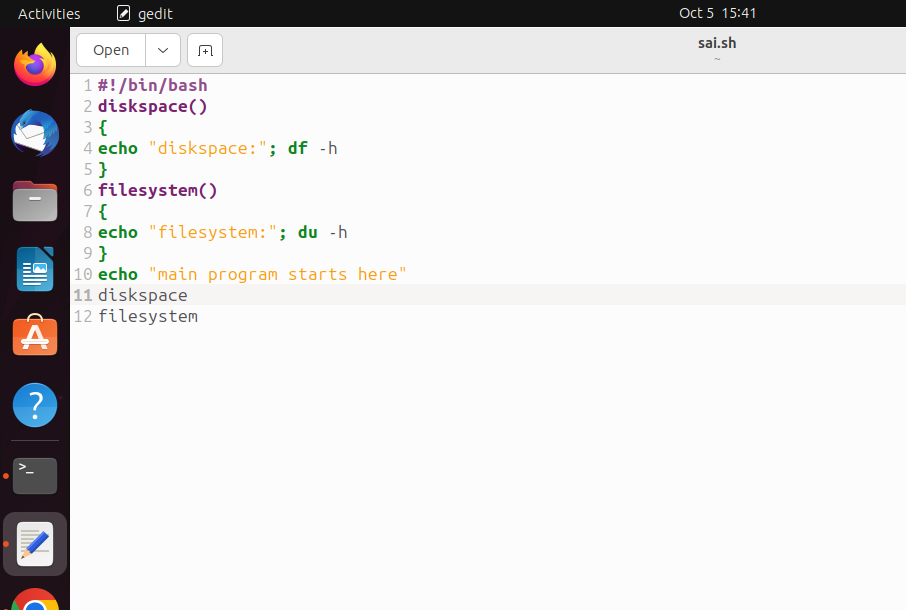 Activities gedit Oct 5 15:41
Open sai.sh
~
1 #!/bin/bash
2 diskspace()
3 {
4 echo "diskspace:"; df -h
5 }
6 filesystem()
7 {
8 echo "filesystem:"; du -h
9 }
10 echo "main program starts here"
11 diskspace
12 filesystem
A
?
>_